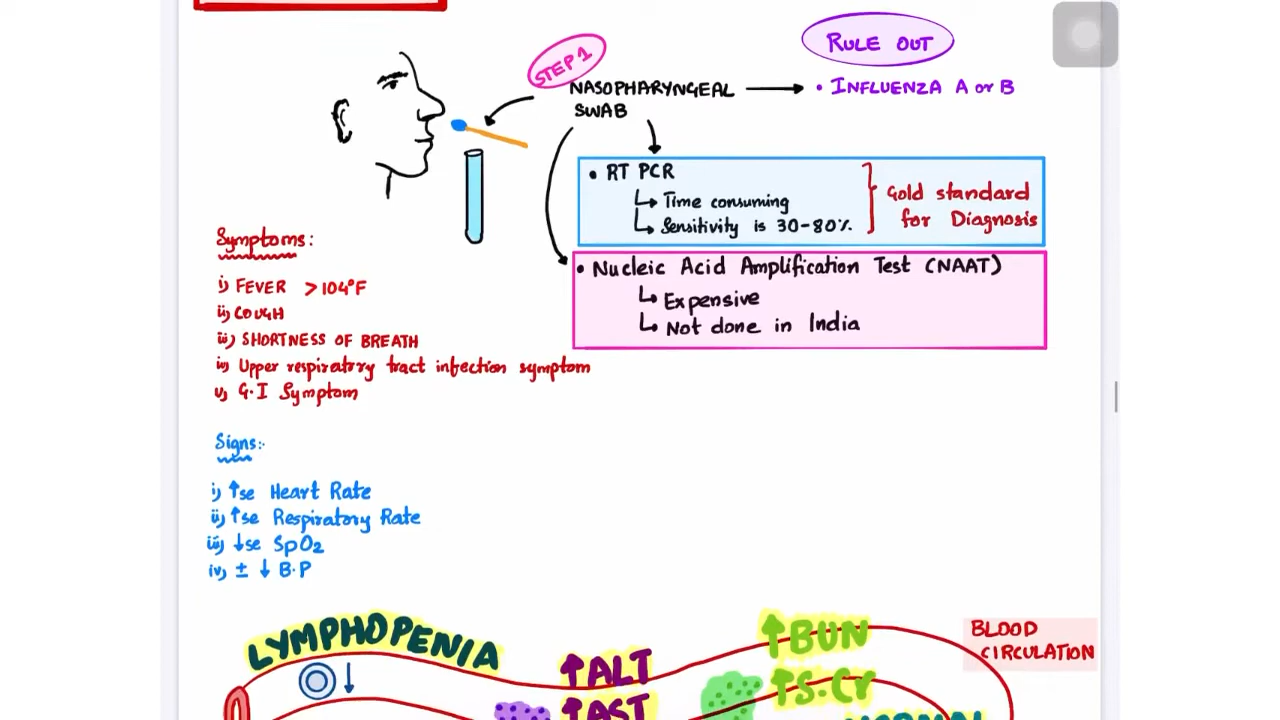 STEP 1
RULE OUT
NASOPHARYNGEAL
SWAB
• INFLUENZA A or B
• RT PCR
↳ Time consuming
↳ Sensitivity is 30-80%.
Gold standard
for Diagnosis
• Nucleic Acid Amplification Test (NAAT)
↳ Expensive
↳ Not done in India
Symptoms:
i) FEVER >104°F
ii) COUGH
iii) SHORTNESS OF BREATH
iv) Upper respiratory tract infection symptom
v) G.I Symptom
Signs:-
i) ↑se Heart Rate
ii) ↑se Respiratory Rate
iii) ↓se SpO2
iv) ± ↓ B.P
LYMPHOPENIA
↓
↑ALT
↑AST
↑BUN
↑S.Cr
NORMAL
BLOOD
CIRCULATION